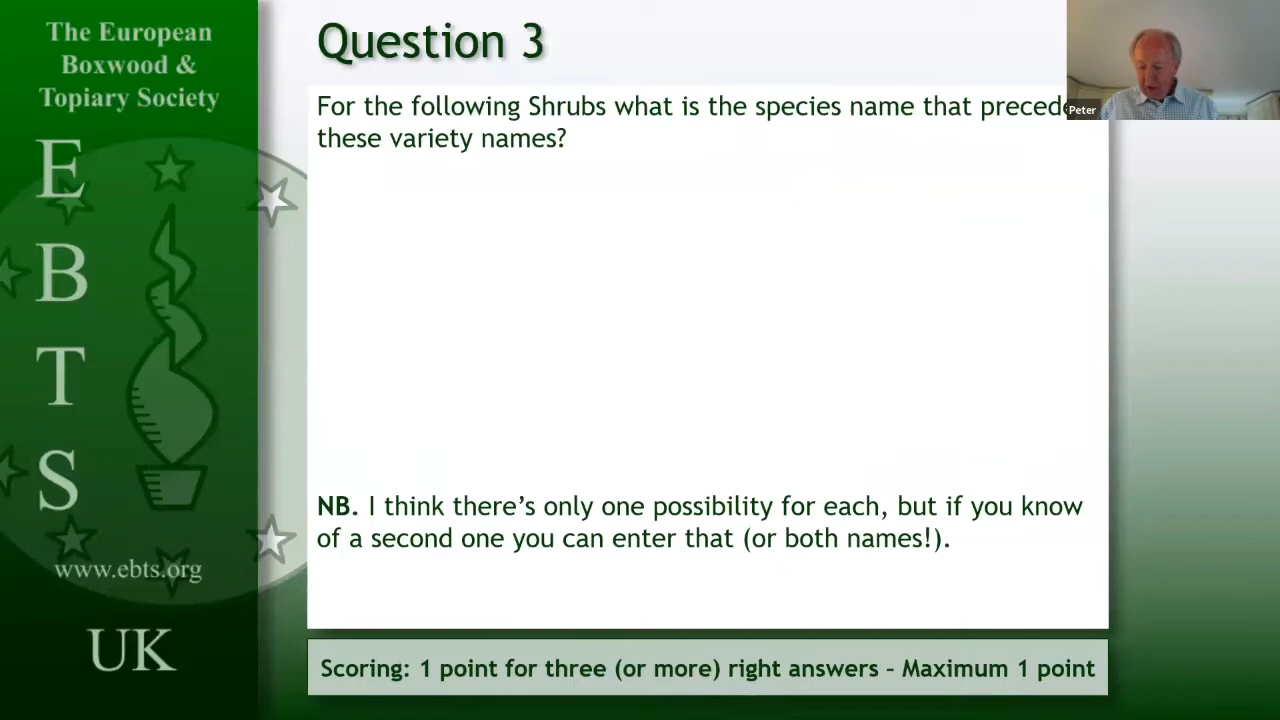 The European
Boxwood &
Topiary Society
E
B
T
S
www.ebts.org
UK
Question 3
For the following Shrubs what is the species name that
these variety names?
NB. I think there's only one possibility for each, but if you know
of a second one you can enter that (or both names!).
Scoring: 1 point for three (or more) right answers – Maximum 1 point
Peter